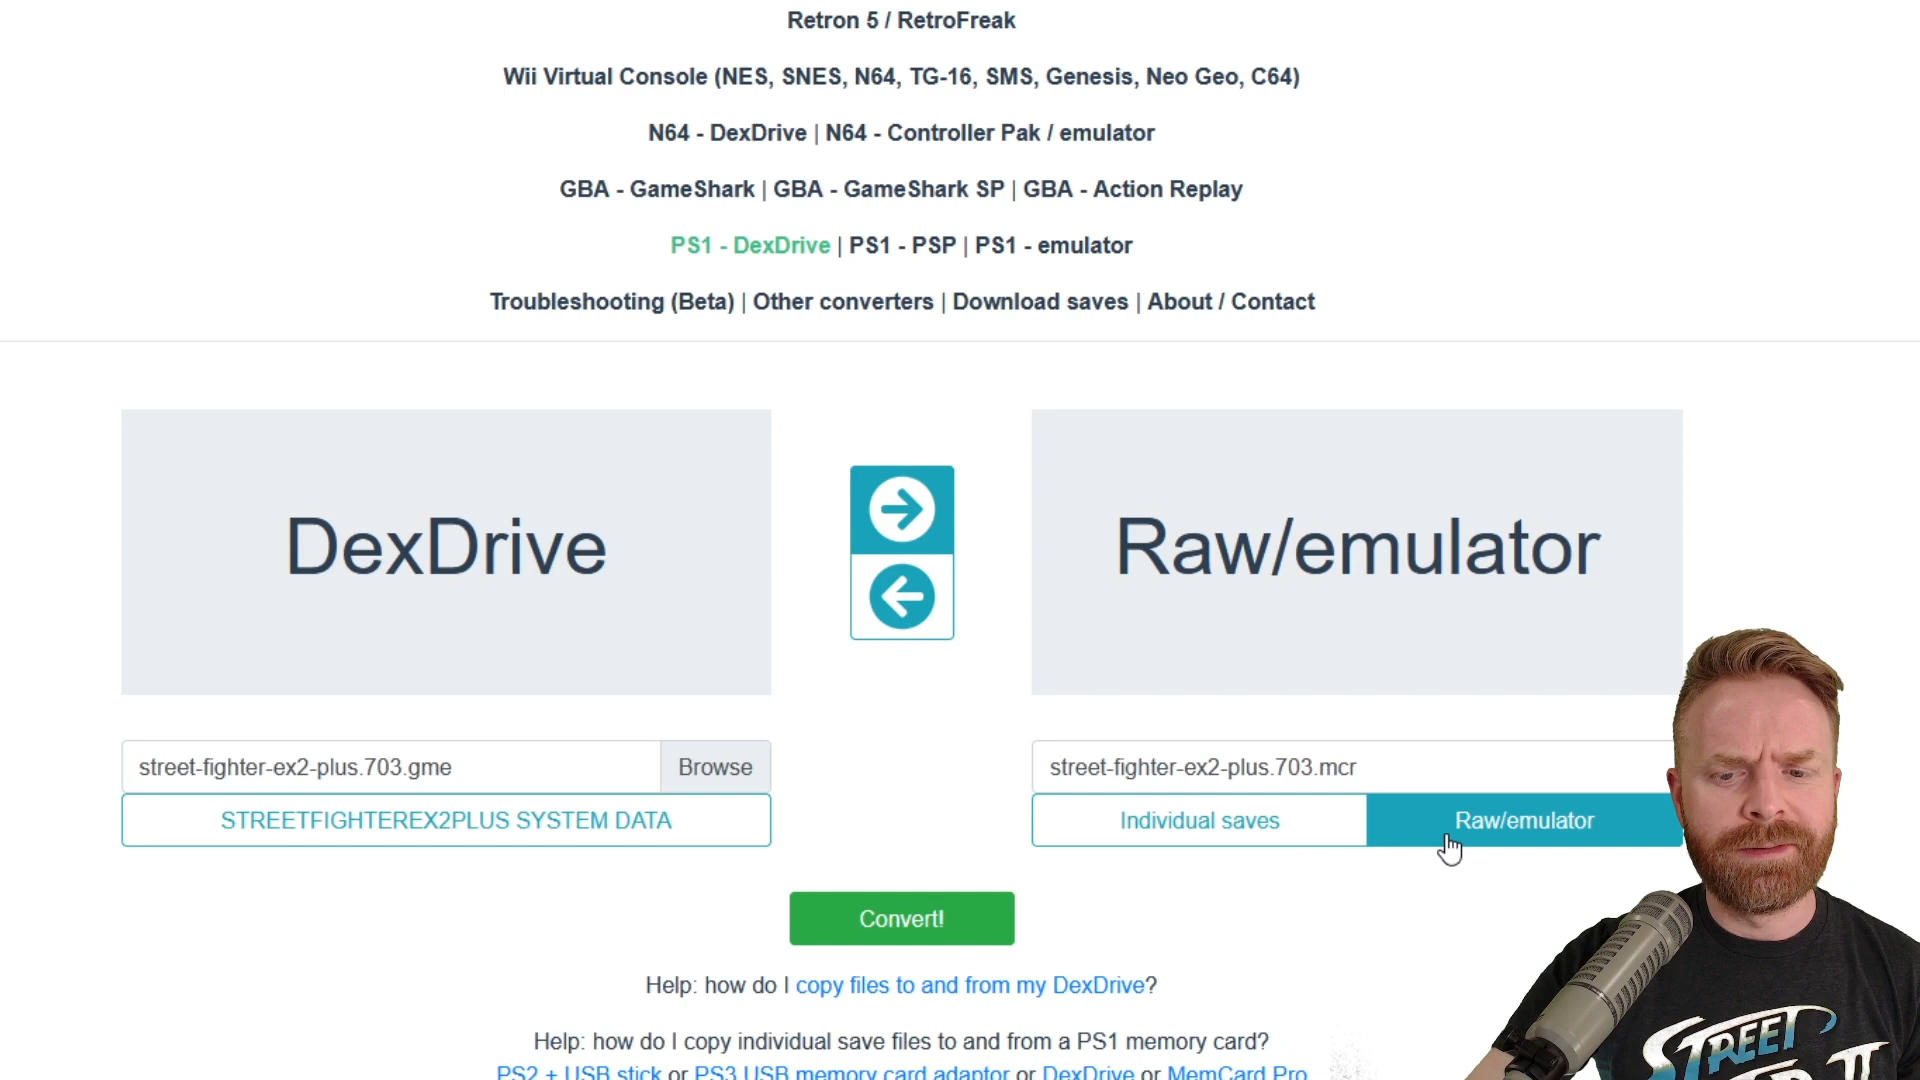 Retron 5 / RetroFreak
Wii Virtual Console (NES, SNES, N64, TG-16, SMS, Genesis, Neo Geo, C64)
N64 - DexDrive | N64 - Controller Pak / emulator
GBA - GameShark | GBA - GameShark SP | GBA - Action Replay
PS1 - DexDrive | PS1 - PSP | PS1 - emulator
Troubleshooting (Beta) | Other converters | Download saves | About / Contact
DexDrive
Raw/emulator
street-fighter-ex2-plus.703.gme
Browse
street-fighter-ex2-plus.703.mcr
STREETFIGHTEREX2PLUS SYSTEM DATA
Individual saves
Raw/emulator
Convert!
Help: how do I copy files to and from my DexDrive?
Help: how do I copy individual save files to and from a PS1 memory card?
PS2 + USB stick or PS3 USB memory card adaptor or DexDrive or MemCard Pro
STREET
II